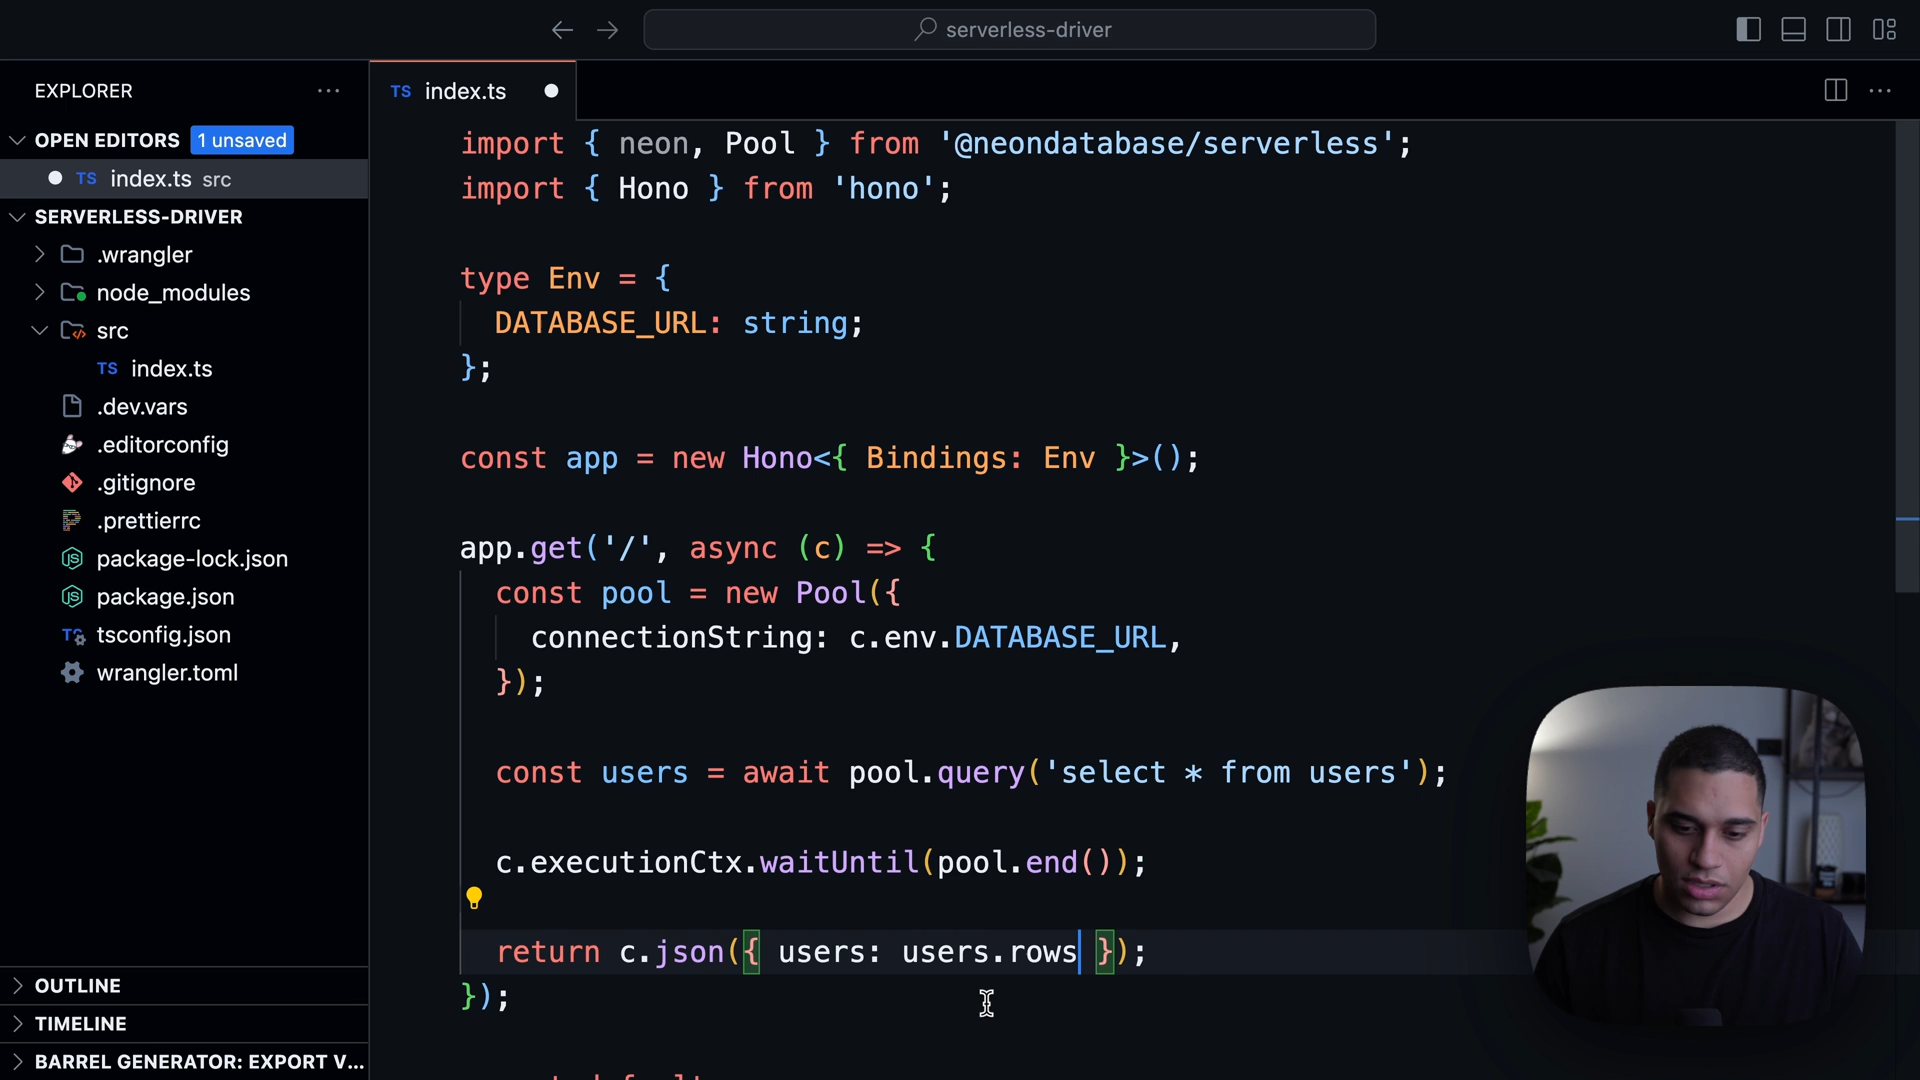 serverless-driver
EXPLORER
OPEN EDITORS 1 unsaved
TS index.ts src
SERVERLESS-DRIVER
.wrangler
node_modules
src
TS index.ts
.dev.vars
.editorconfig
.gitignore
.prettierrc
package-lock.json
package.json
tsconfig.json
wrangler.toml
OUTLINE
TIMELINE
BARREL GENERATOR: EXPORT V...
TS index.ts
import { neon, Pool } from '@neondatabase/serverless';
import { Hono } from 'hono';
type Env = {
DATABASE_URL: string;
};
const app = new Hono<{ Bindings: Env }>();
app.get('/', async (c) => {
const pool = new Pool({
connectionString: c.env.DATABASE_URL,
});
const users = await pool.query('select * from users');
c.executionCtx.waitUntil(pool.end());
return c.json({ users: users.rows });
});